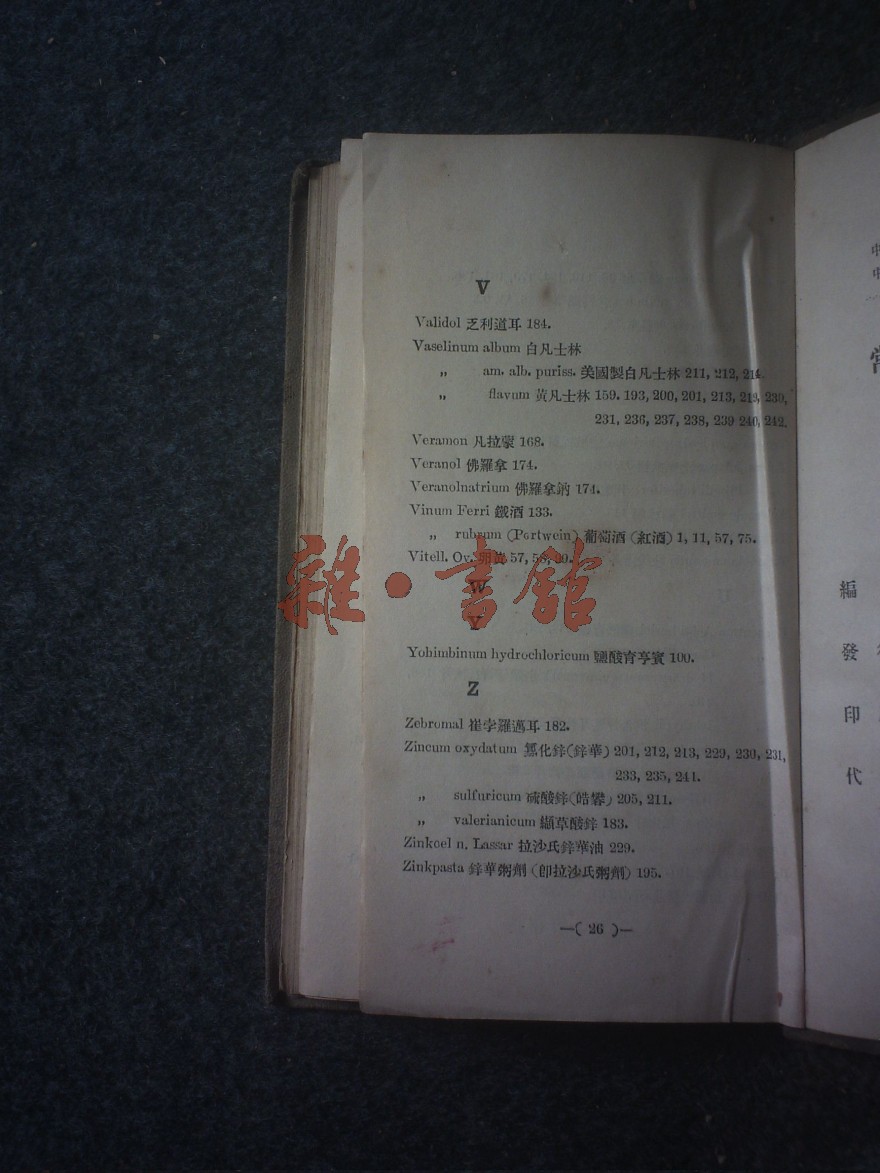 V
Validol 乏利道耳 184.
Vaselinum album 白凡士林
„ am. alb. puriss. 美國製白凡士林 211, 212, 214.
„ flavum 黃凡士林 159. 193, 200, 201, 213, 230,
231, 236, 237, 238, 239 240, 242.
Veramon 凡拉蒙 168.
Veranol 佛羅拿 174.
Veranolnatrium 佛羅拿鈉 174.
Vinum Ferri 鐵酒 133.
„ rubrum (Portwein) 葡萄酒 (紅酒) 1, 11, 57, 75.
Vitell. Ov. 卵黃 57, 58,
W
Y
Yohimbinum hydrochloricum 鹽酸育亨賓 100.
Z
Zebromal 崔孛羅邁耳 182.
Zincum oxydatum 氧化鋅(鋅華) 201, 212, 213, 229, 230, 231,
233, 235, 241.
„ sulfuricum 硫酸鋅(皓礬) 205, 211.
„ valerianicum 纈草酸鋅 183.
Zinkoel n. Lassar 拉沙氏鋅華油 229.
Zinkpasta 鋅華粥劑 (卽拉沙氏粥劑) 195.
—( 26 )—
編
發
印
代
雜·書館